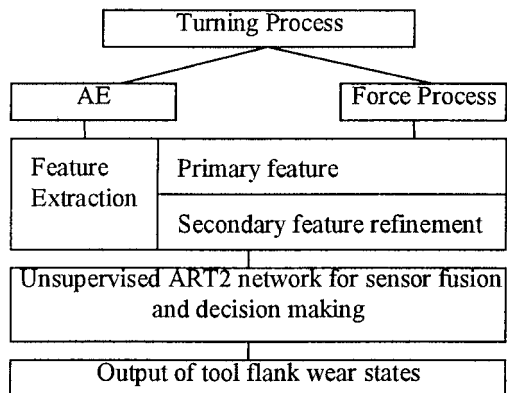 Turning Process
AE
Force Process
Feature
Extraction
Primary feature
Secondary feature refinement
Unsupervised ART2 network for sensor fusion
and decision making
Output of tool flank wear states